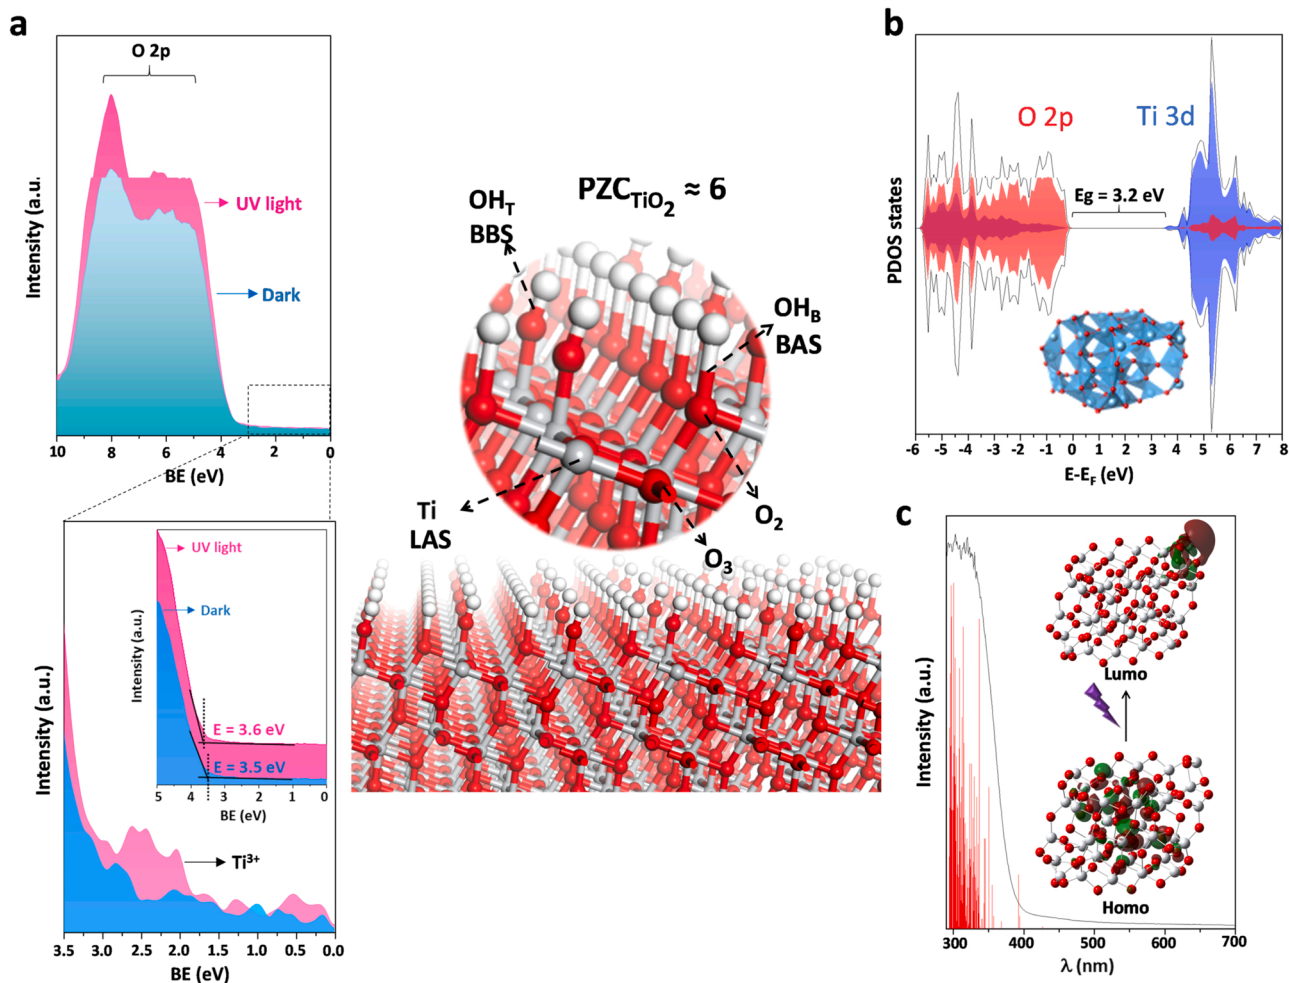 a
O 2p
UV light
Dark
Intensity (a.u.)
10 8 6 4 2 0
BE (eV)
UV light
Dark
Intensity (a.u.)
E = 3.6 eV
E = 3.5 eV
5 4 3 2 1 0
BE (eV)
Ti³⁺
Intensity (a.u.)
3.5 3.0 2.5 2.0 1.5 1.0 0.5 0.0
BE (eV)
PZC_TiO₂ ≈ 6
OH_T
BBS
OH_B
BAS
Ti
LAS
O₂
O₃
b
O 2p
Ti 3d
Eg = 3.2 eV
PDOS states
-6 -5 -4 -3 -2 -1 0 1 2 3 4 5 6 7 8
E-E_F (eV)
c
Lumo
Homo
Intensity (a.u.)
300 400 500 600 700
λ (nm)